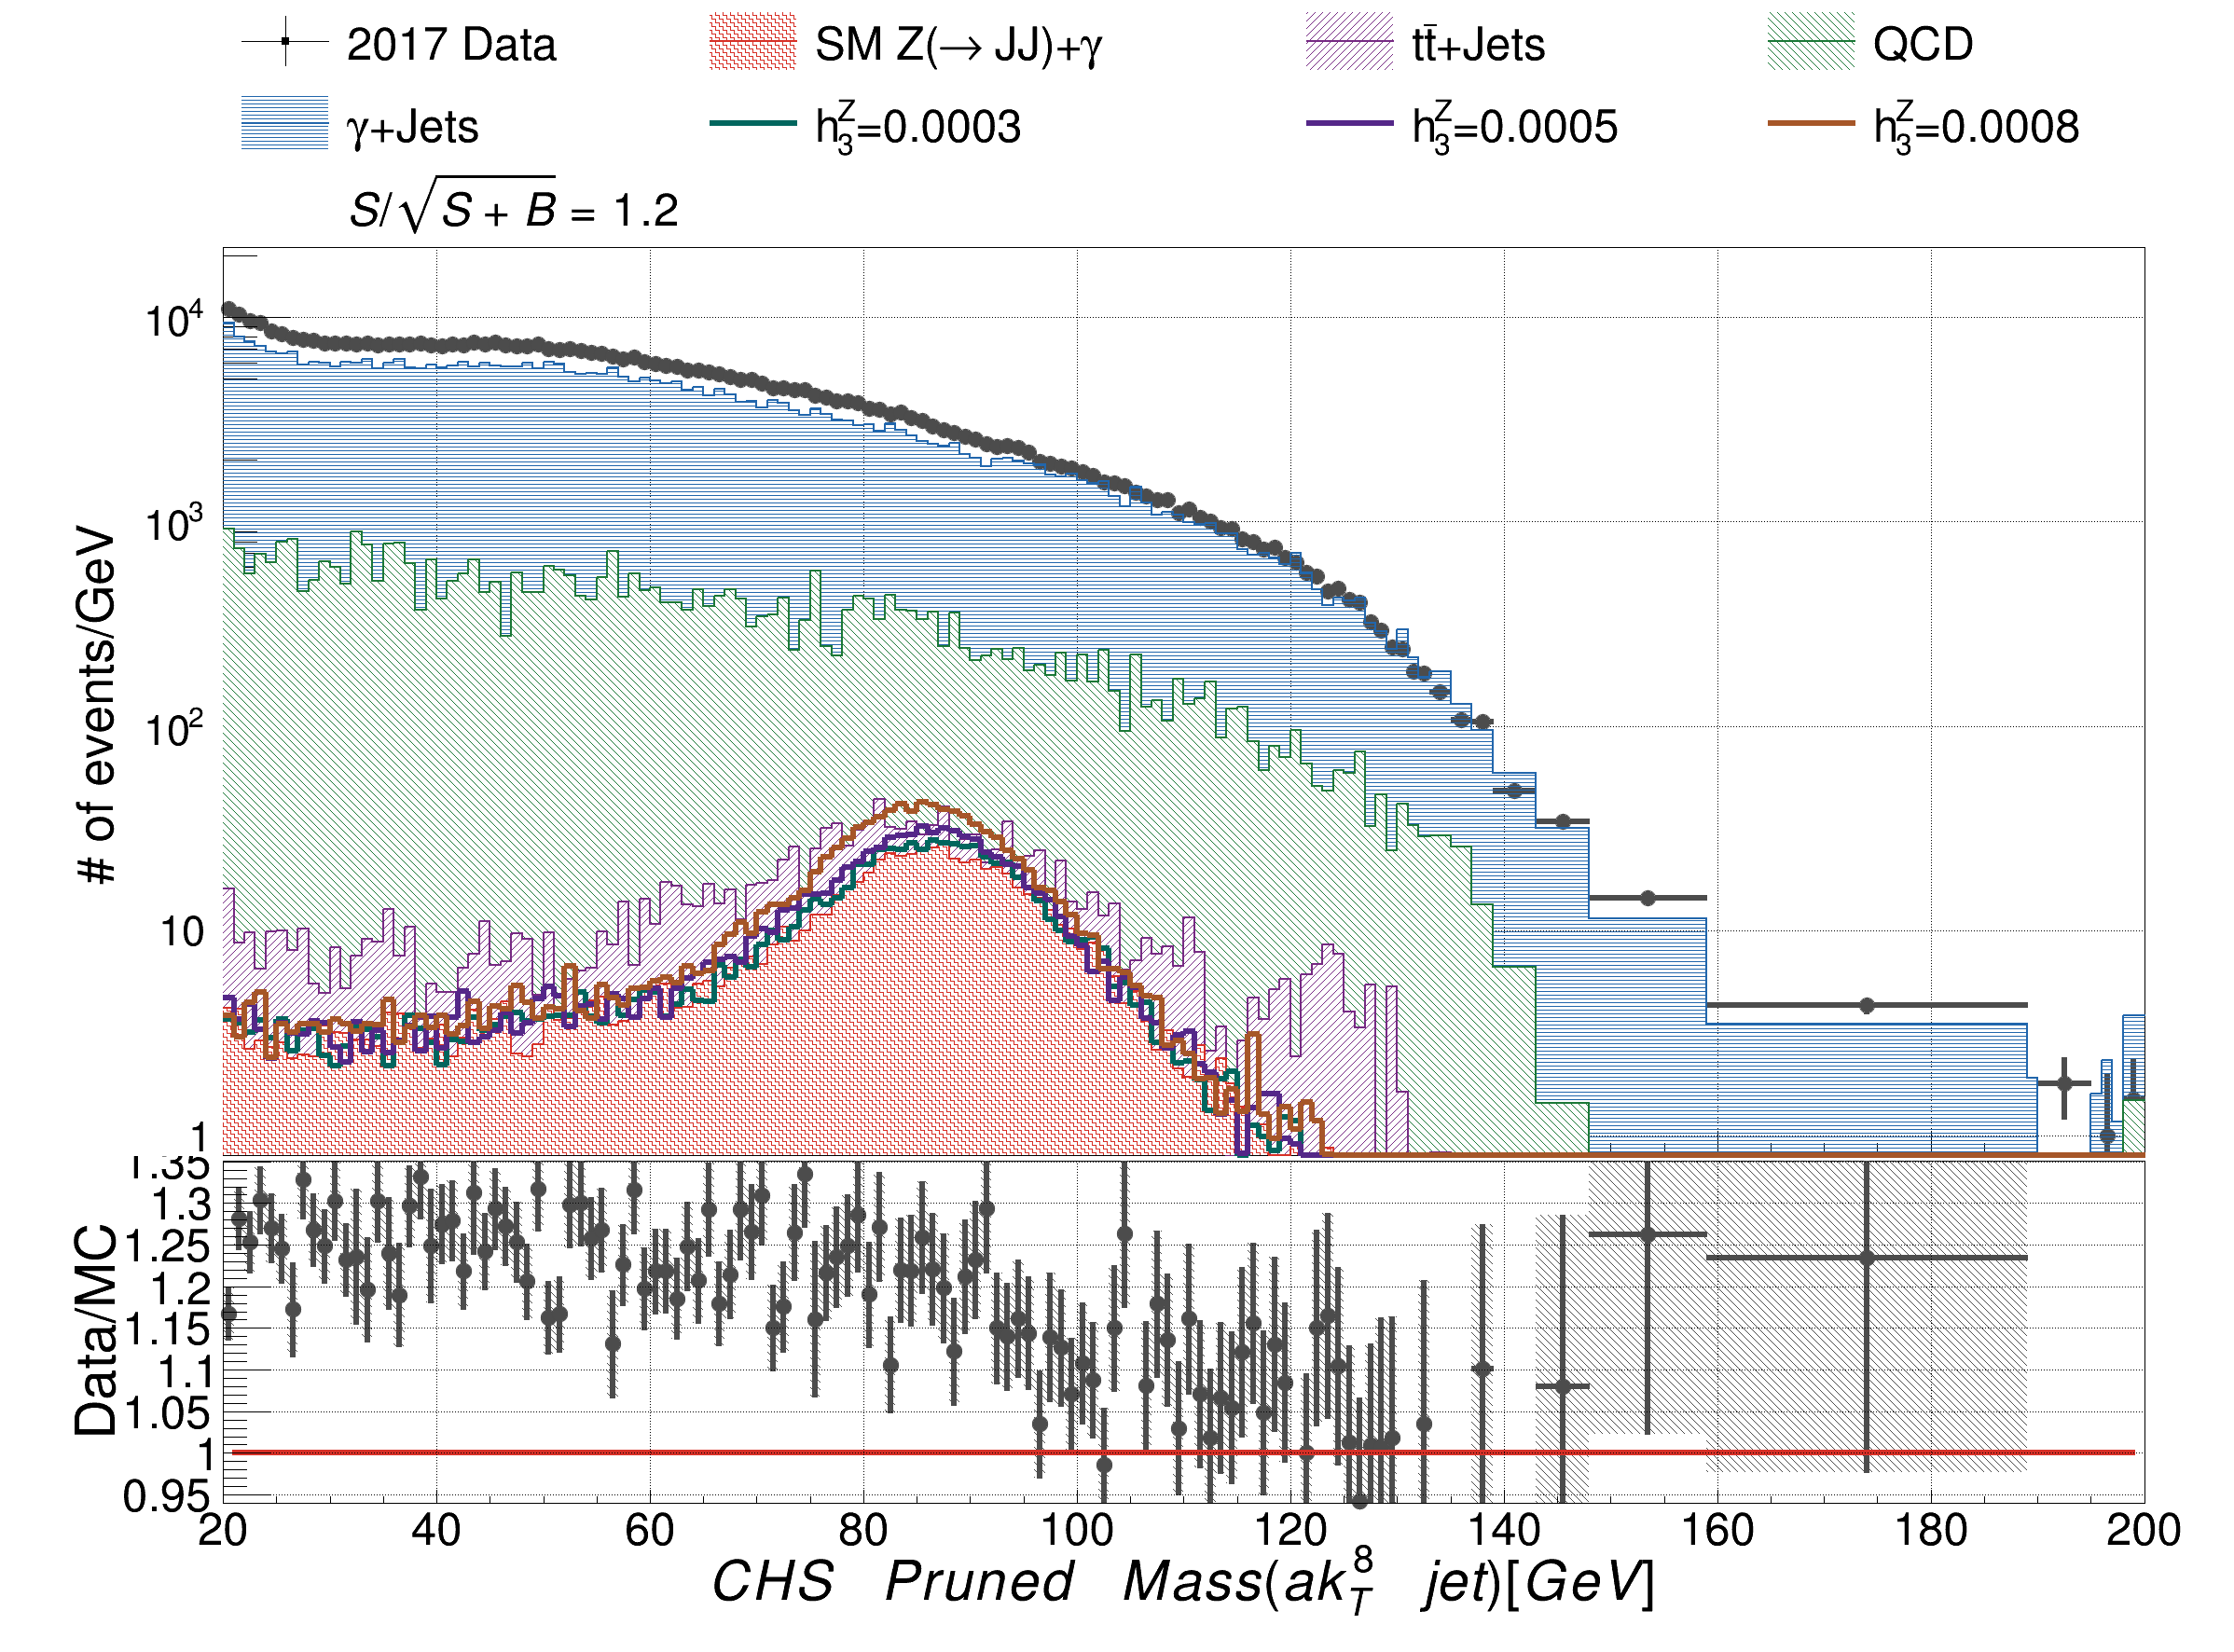 2017 Data SM Z(→ JJ)+γ tt̄+Jets QCD
γ+Jets h₃ᶻ=0.0003 h₃ᶻ=0.0005 h₃ᶻ=0.0008
S/√S + B = 1.2
# of events/GeV
10⁴
10³
10²
10
1
Data/MC
1.35
1.3
1.25
1.2
1.15
1.1
1.05
1
0.95
20 40 60 80 100 120 140 160 180 200
CHS Pruned Mass(ak_T^8 jet)[GeV]